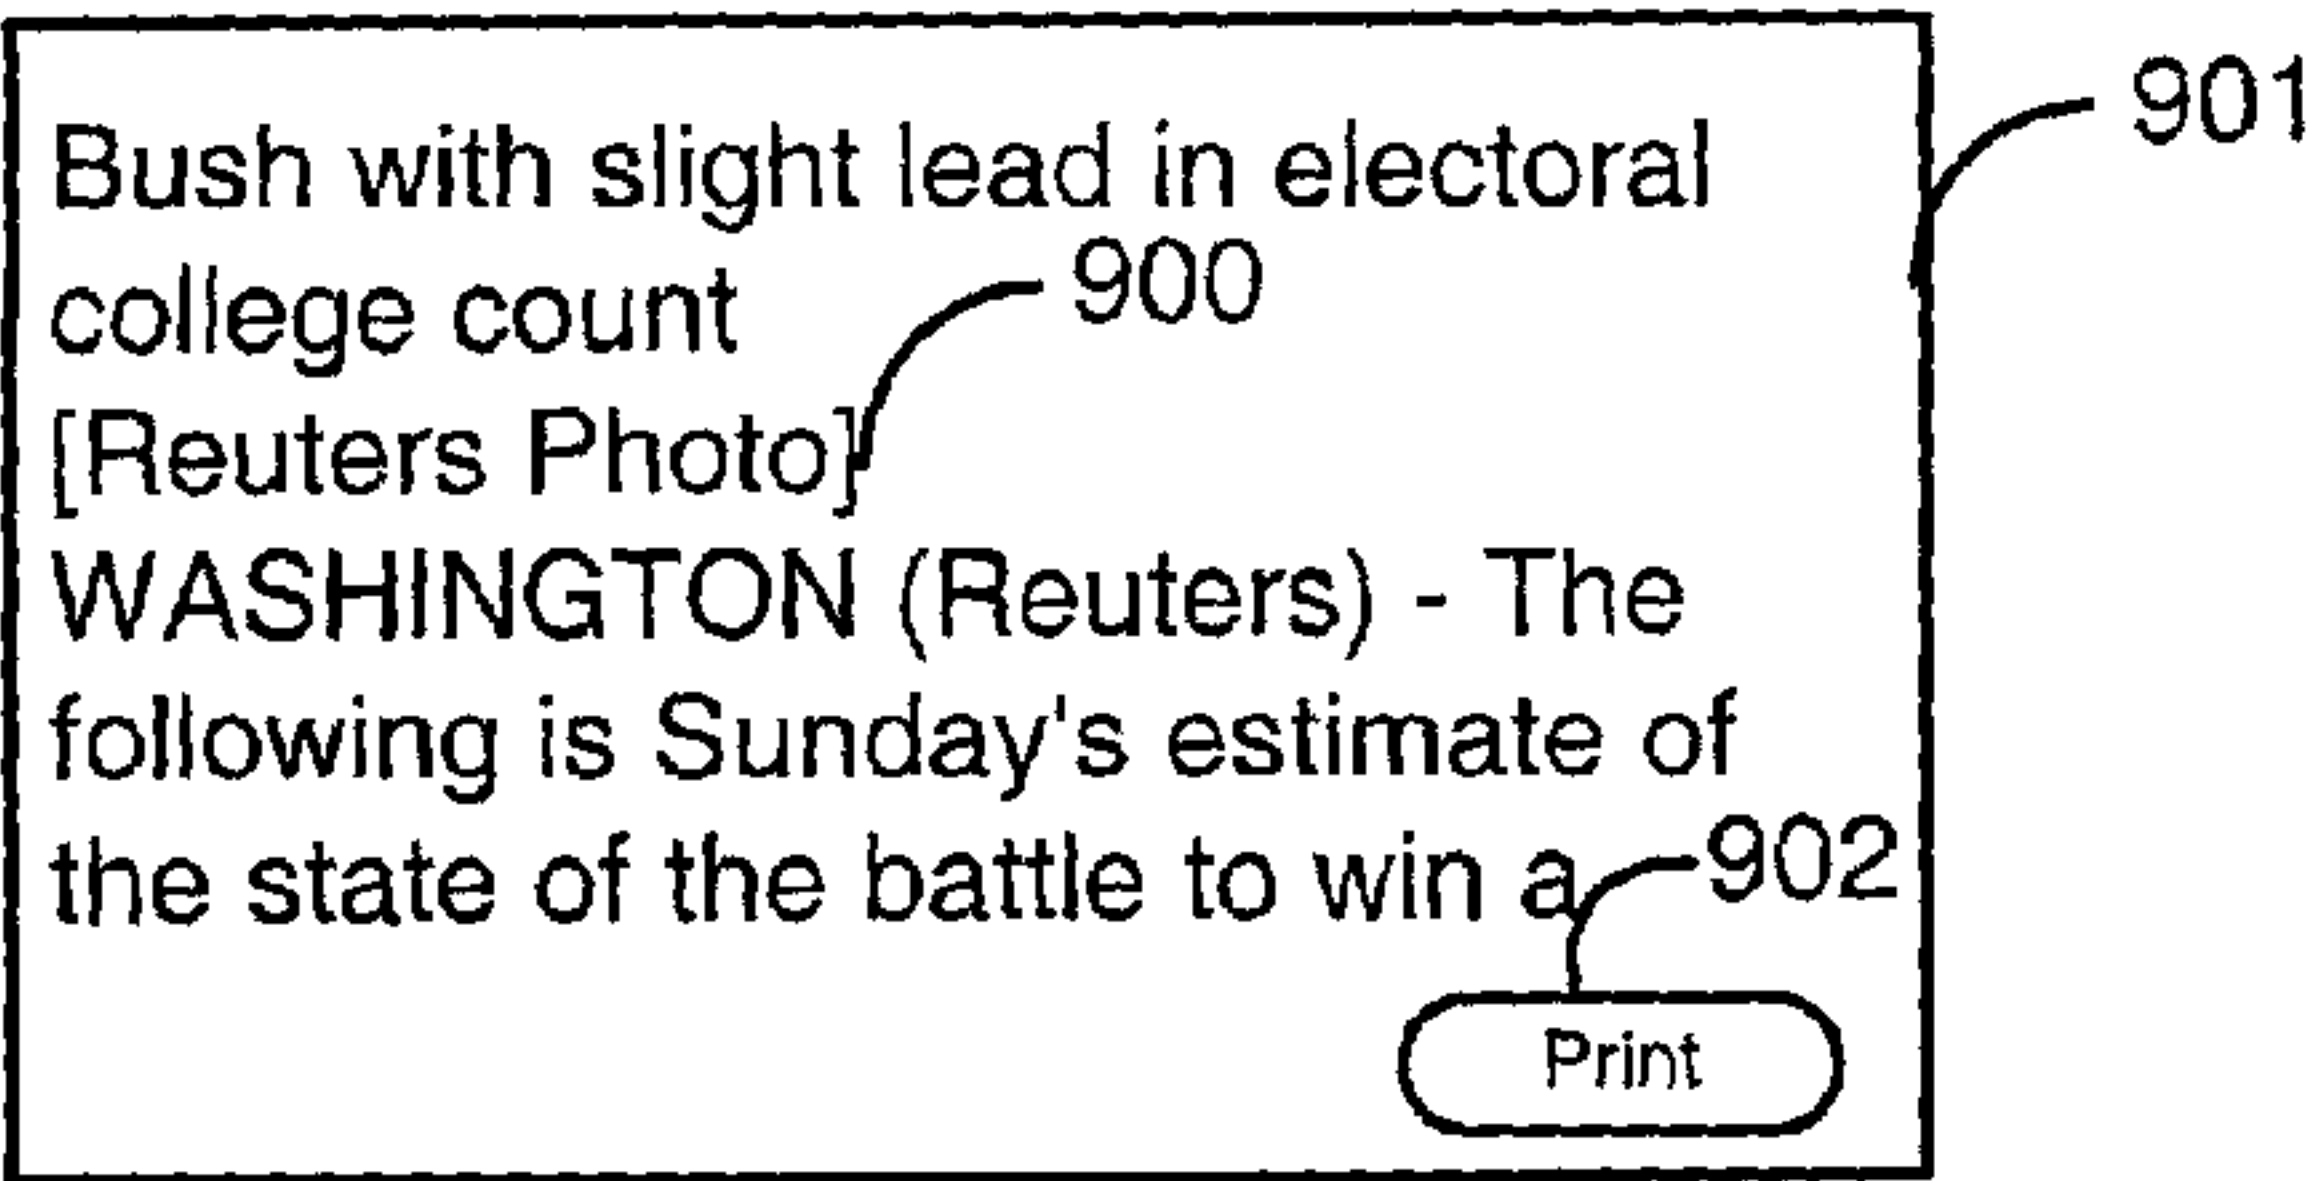 901
Bush with slight lead in electoral
college count
900
[Reuters Photo]
WASHINGTON (Reuters) - The
following is Sunday's estimate of
the state of the battle to win a
902
Print